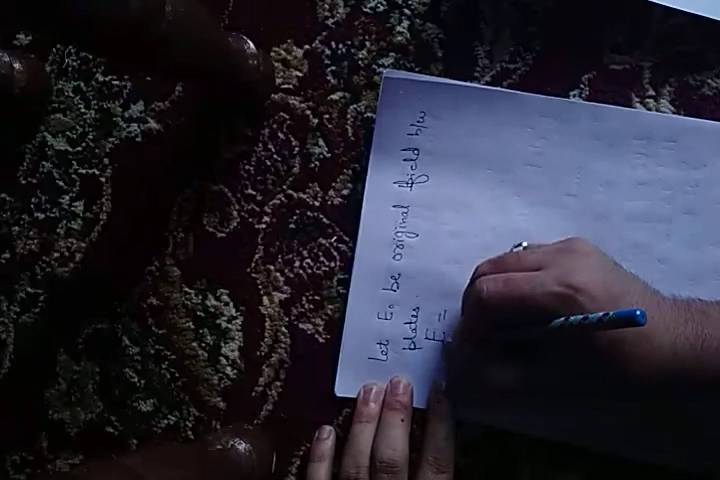 Let E₀ be original field b/w
plates.
E =